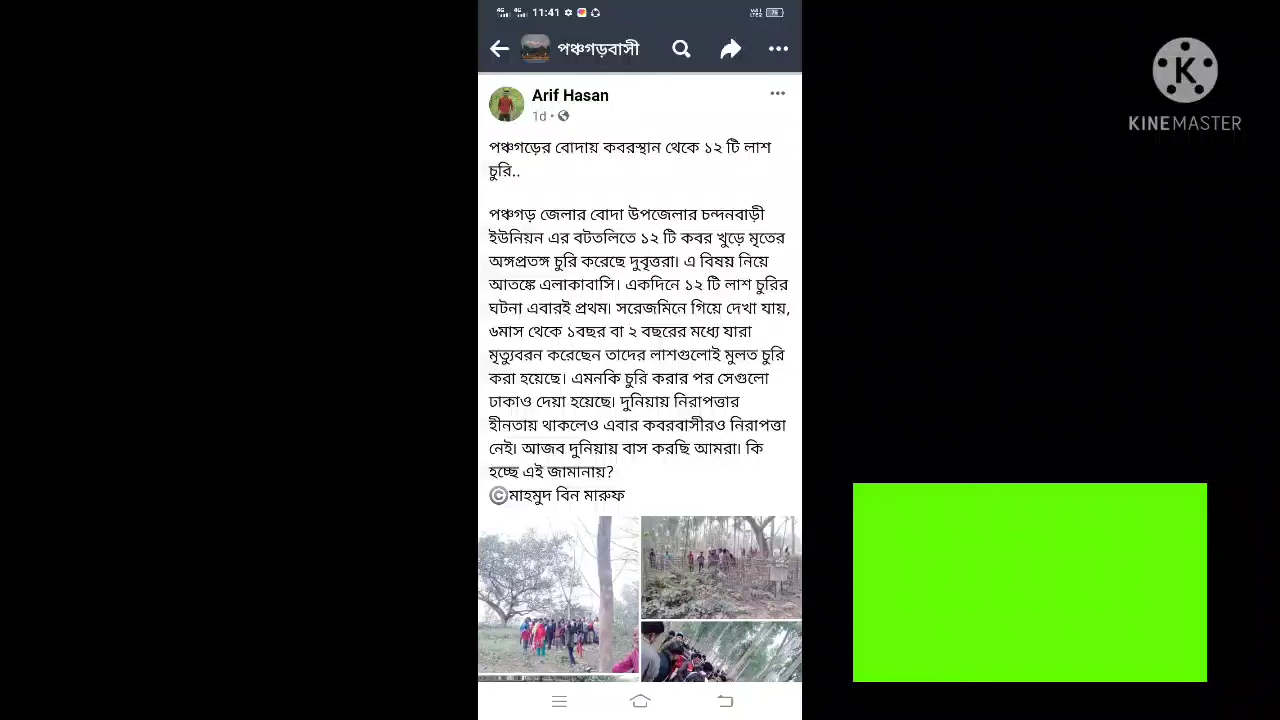 11:41
পঞ্চগড়বাসী
Arif Hasan
1d
পঞ্চগড়ের বোদায় কবরস্থান থেকে ১২ টি লাশ
চুরি..
পঞ্চগড় জেলার বোদা উপজেলার চন্দনবাড়ী
ইউনিয়ন এর বটতলিতে ১২ টি কবর খুড়ে মৃতের
অঙ্গপ্রতঙ্গ চুরি করেছে দুবৃত্তরা। এ বিষয় নিয়ে
আতঙ্কে এলাকাবাসি। একদিনে ১২ টি লাশ চুরির
ঘটনা এবারই প্রথম। সরেজমিনে গিয়ে দেখা যায়,
৬মাস থেকে ১বছর বা ২ বছরের মধ্যে যারা
মৃত্যুবরন করেছেন তাদের লাশগুলোই মুলত চুরি
করা হয়েছে। এমনকি চুরি করার পর সেগুলো
ঢাকাও দেয়া হয়েছে। দুনিয়ায় নিরাপত্তার
হীনতায় থাকলেও এবার কবরবাসীরও নিরাপত্তা
নেই। আজব দুনিয়ায় বাস করছি আমরা। কি
হচ্ছে এই জামানায়?
©মাহমুদ বিন মারুফ
K
KINEMASTER